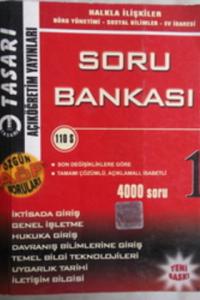 HALKLA İLİŞKİLER
BÜRO YÖNETİMİ - SOSYAL BİLİMLER - EV İDARESİ
TASARI
AÇIKÖĞRETİM YAYINLARI
SORU
BANKASI
110 S
SON DEĞİŞİKLİKLERE GÖRE
TAMAMI ÇÖZÜMLÜ, AÇIKLAMALI, İSABETLİ
4000 soru
1
ÖZGÜN
SORULARI
İKTİSADA GİRİŞ
GENEL İŞLETME
HUKUKA GİRİŞ
DAVRANIŞ BİLİMLERİNE GİRİŞ
TEMEL BİLGİ TEKNOLOJİLERİ
UYGARLIK TARİHİ
İLETİŞİM BİLGİSİ
YENİ
BASKI